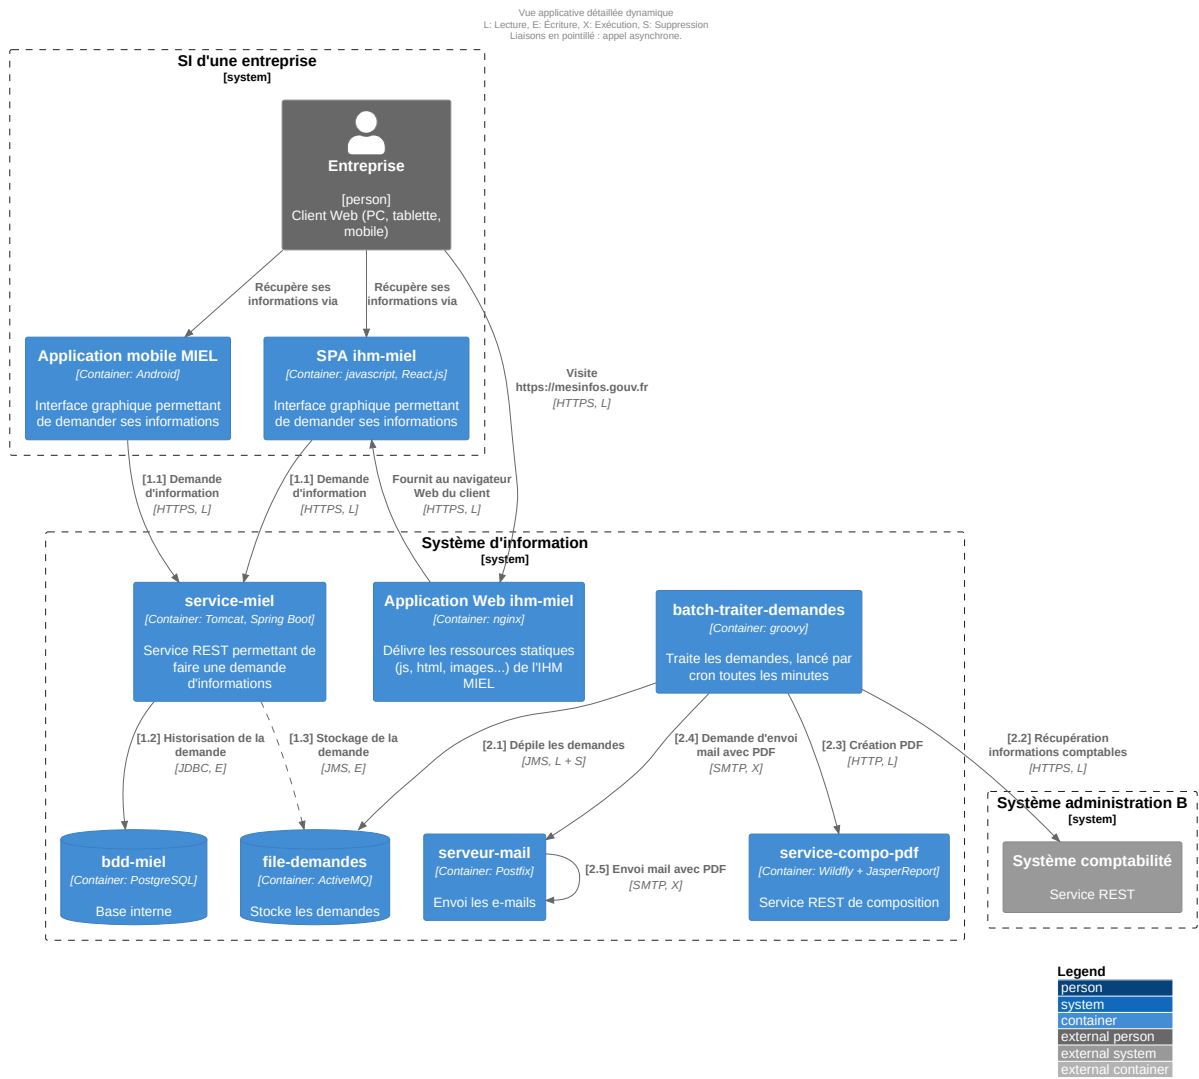 Vue applicative détaillée dynamique
L: Lecture, E: Écriture, X: Exécution, S: Suppression
Liaisons en pointillé : appel asynchrone.
SI d'une entreprise
[system]
Entreprise
[person]
Client Web (PC, tablette,
mobile)
Récupère ses
informations via
Récupère ses
informations via
Application mobile MIEL
[Container: Android]
Interface graphique permettant
de demander ses informations
SPA ihm-miel
[Container: javascript, React.js]
Interface graphique permettant
de demander ses informations
Visite
https://mesinfos.gouv.fr
[HTTPS, L]
[1.1] Demande
d'information
[HTTPS, L]
[1.1] Demande
d'information
[HTTPS, L]
Fournit au navigateur
Web du client
[HTTPS, L]
Système d'information
[system]
service-miel
[Container: Tomcat, Spring Boot]
Service REST permettant de
faire une demande
d'informations
Application Web ihm-miel
[Container: nginx]
Délivre les ressources statiques
(js, html, images...) de l'IHM
MIEL
batch-traiter-demandes
[Container: groovy]
Traite les demandes, lancé par
cron toutes les minutes
[1.2] Historisation de la
demande
[JDBC, E]
[1.3] Stockage de la
demande
[JMS, E]
[2.1] Dépile les demandes
[JMS, L + S]
[2.4] Demande d'envoi
mail avec PDF
[SMTP, X]
[2.3] Création PDF
[HTTP, L]
[2.2] Récupération
informations comptables
[HTTPS, L]
bdd-miel
[Container: PostgreSQL]
Base interne
file-demandes
[Container: ActiveMQ]
Stocke les demandes
serveur-mail
[Container: Postfix]
Envoi les e-mails
[2.5] Envoi mail avec PDF
[SMTP, X]
service-compo-pdf
[Container: Wildfly + JasperReport]
Service REST de composition
Système administration B
[system]
Système comptabilité
Service REST
Legend
person
system
container
external person
external system
external container